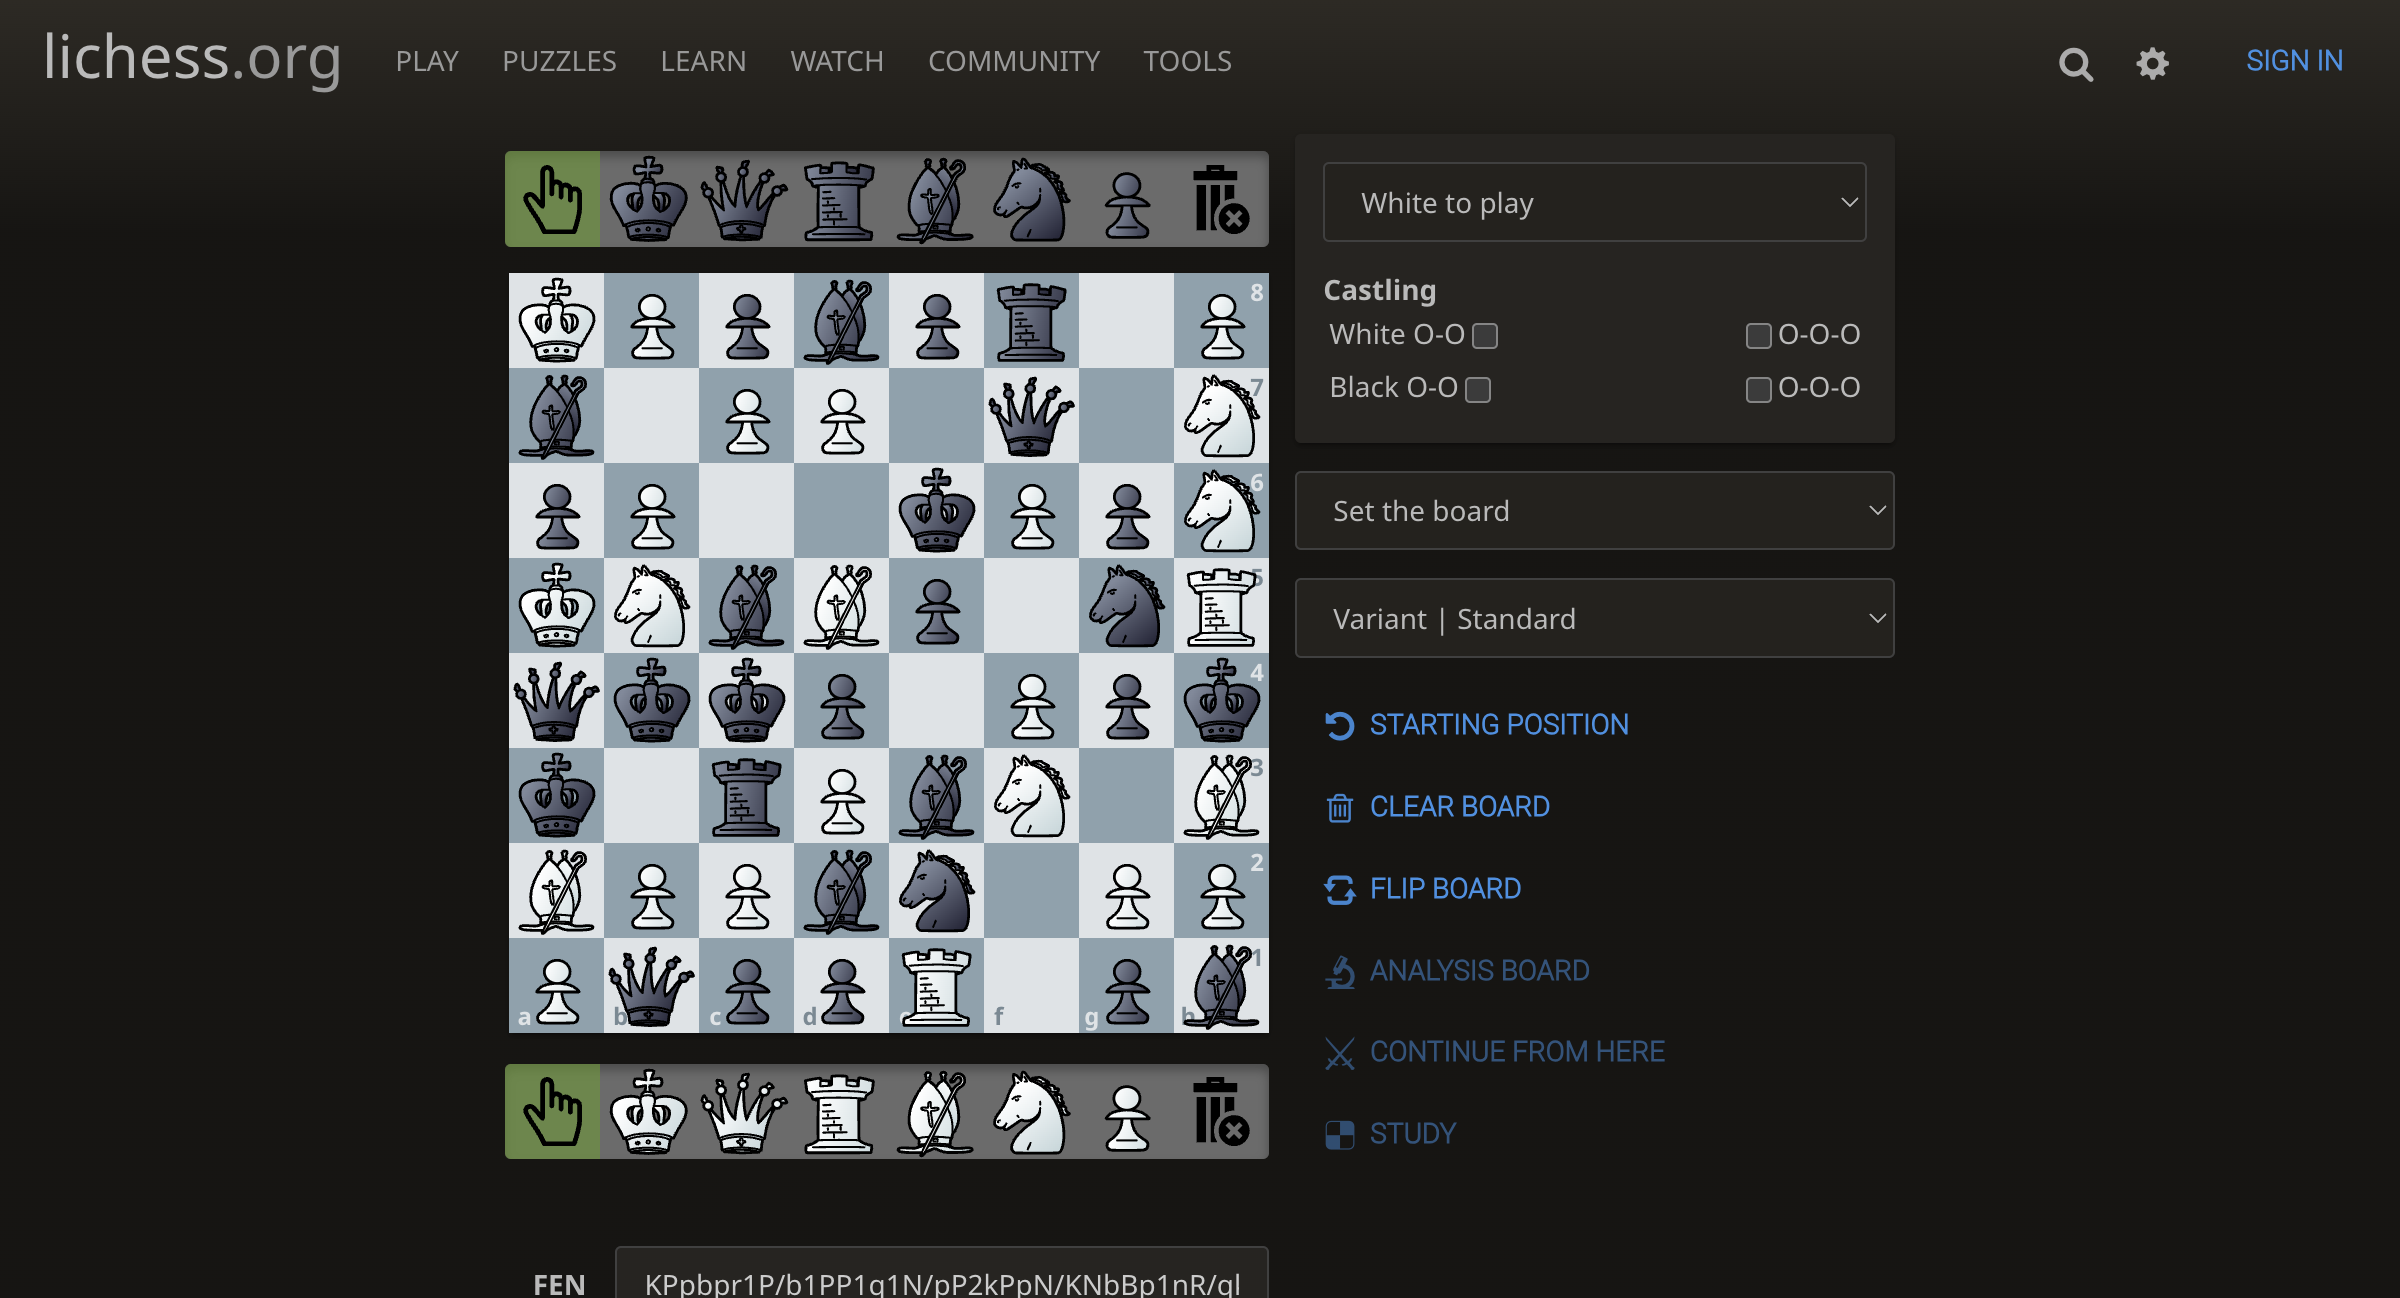 lichess.org PLAY PUZZLES LEARN WATCH COMMUNITY TOOLS SIGN IN
White to play
Castling
White O-O O-O-O
Black O-O O-O-O
Set the board
Variant | Standard
STARTING POSITION
CLEAR BOARD
FLIP BOARD
ANALYSIS BOARD
CONTINUE FROM HERE
STUDY
8
7
6
5
4
3
2
1
a b c d e f g h
FEN KPpbpr1P/b1PP1q1N/pP2kPpN/KNbBp1nR/ql